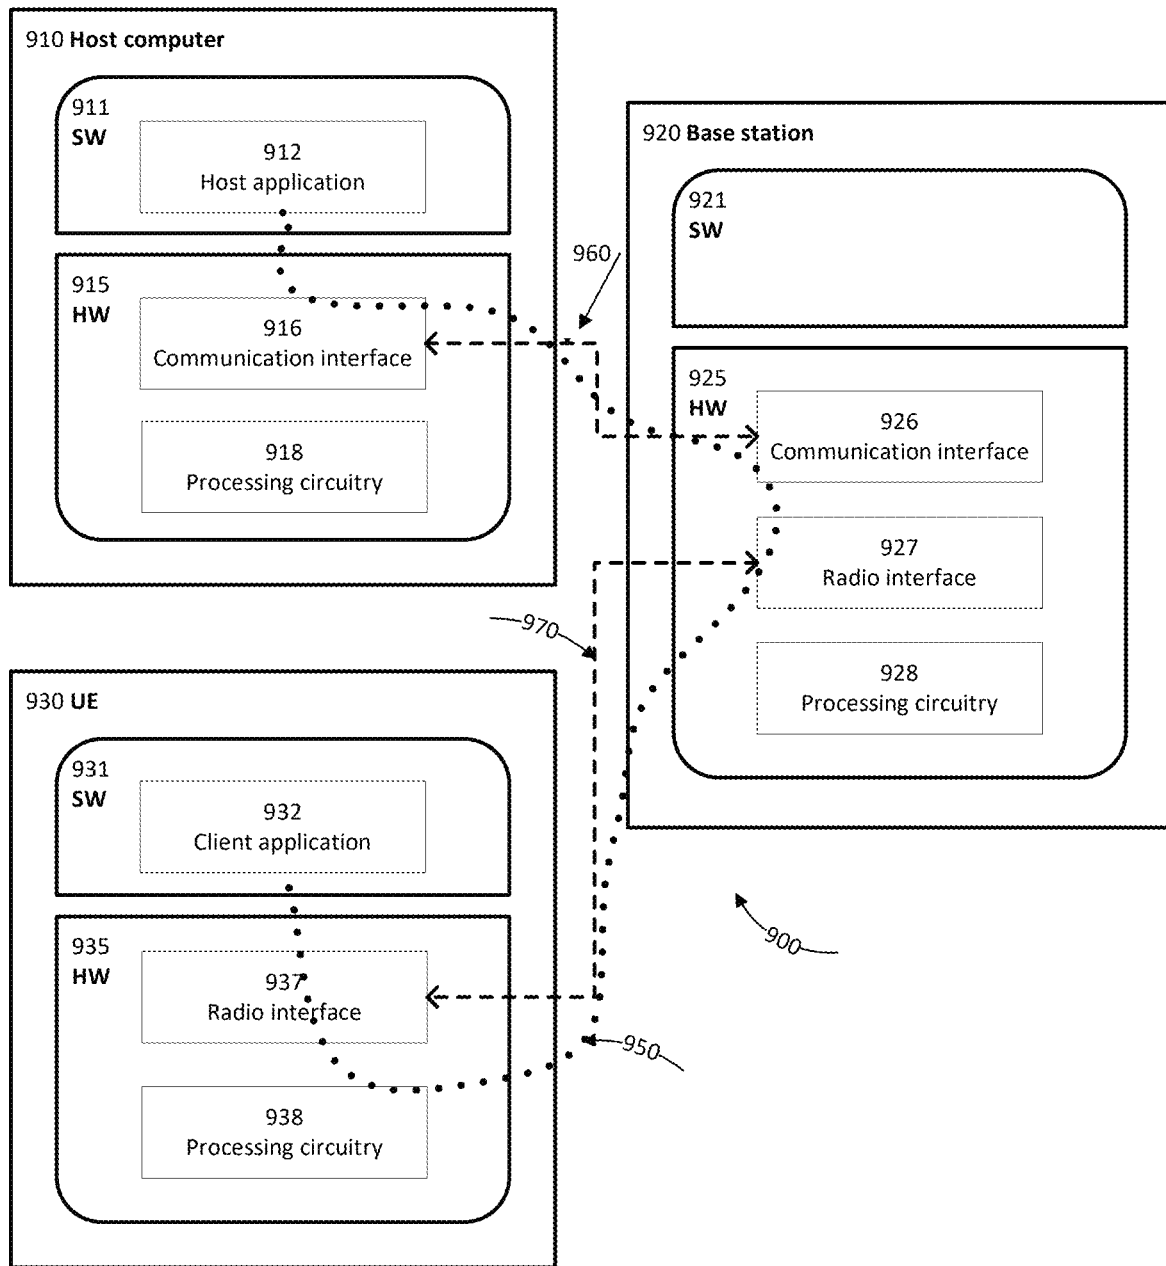 910 Host computer
911
SW
912
Host application
915
HW
916
Communication interface
918
Processing circuitry
960
920 Base station
921
SW
925
HW
926
Communication interface
927
Radio interface
928
Processing circuitry
970
930 UE
931
SW
932
Client application
935
HW
937
Radio interface
938
Processing circuitry
950
900